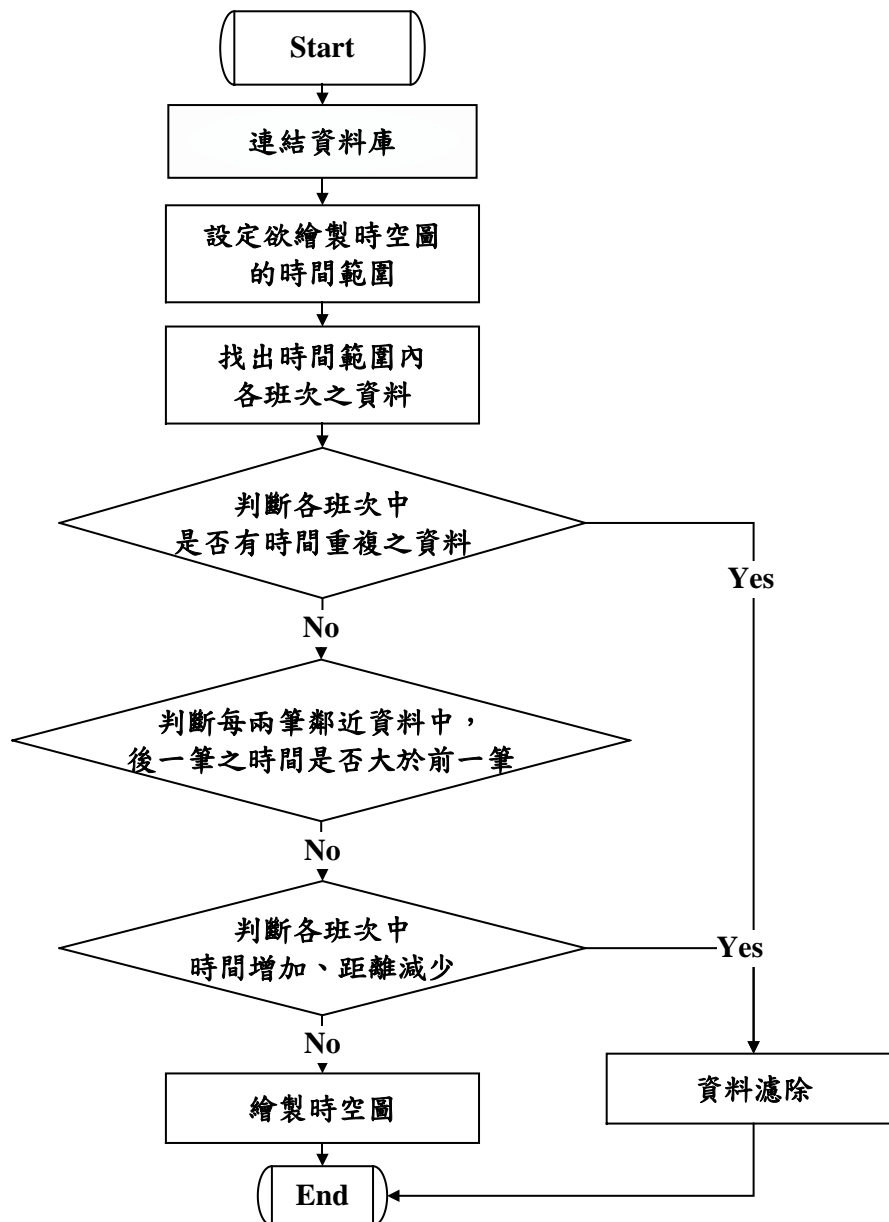 Start
連結資料庫
設定欲繪製時空圖
的時間範圍
找出時間範圍內
各班次之資料
判斷各班次中
是否有時間重複之資料
Yes
No
判斷每兩筆鄰近資料中，
後一筆之時間是否大於前一筆
No
判斷各班次中
時間增加、距離減少
Yes
No
資料濾除
繪製時空圖
End